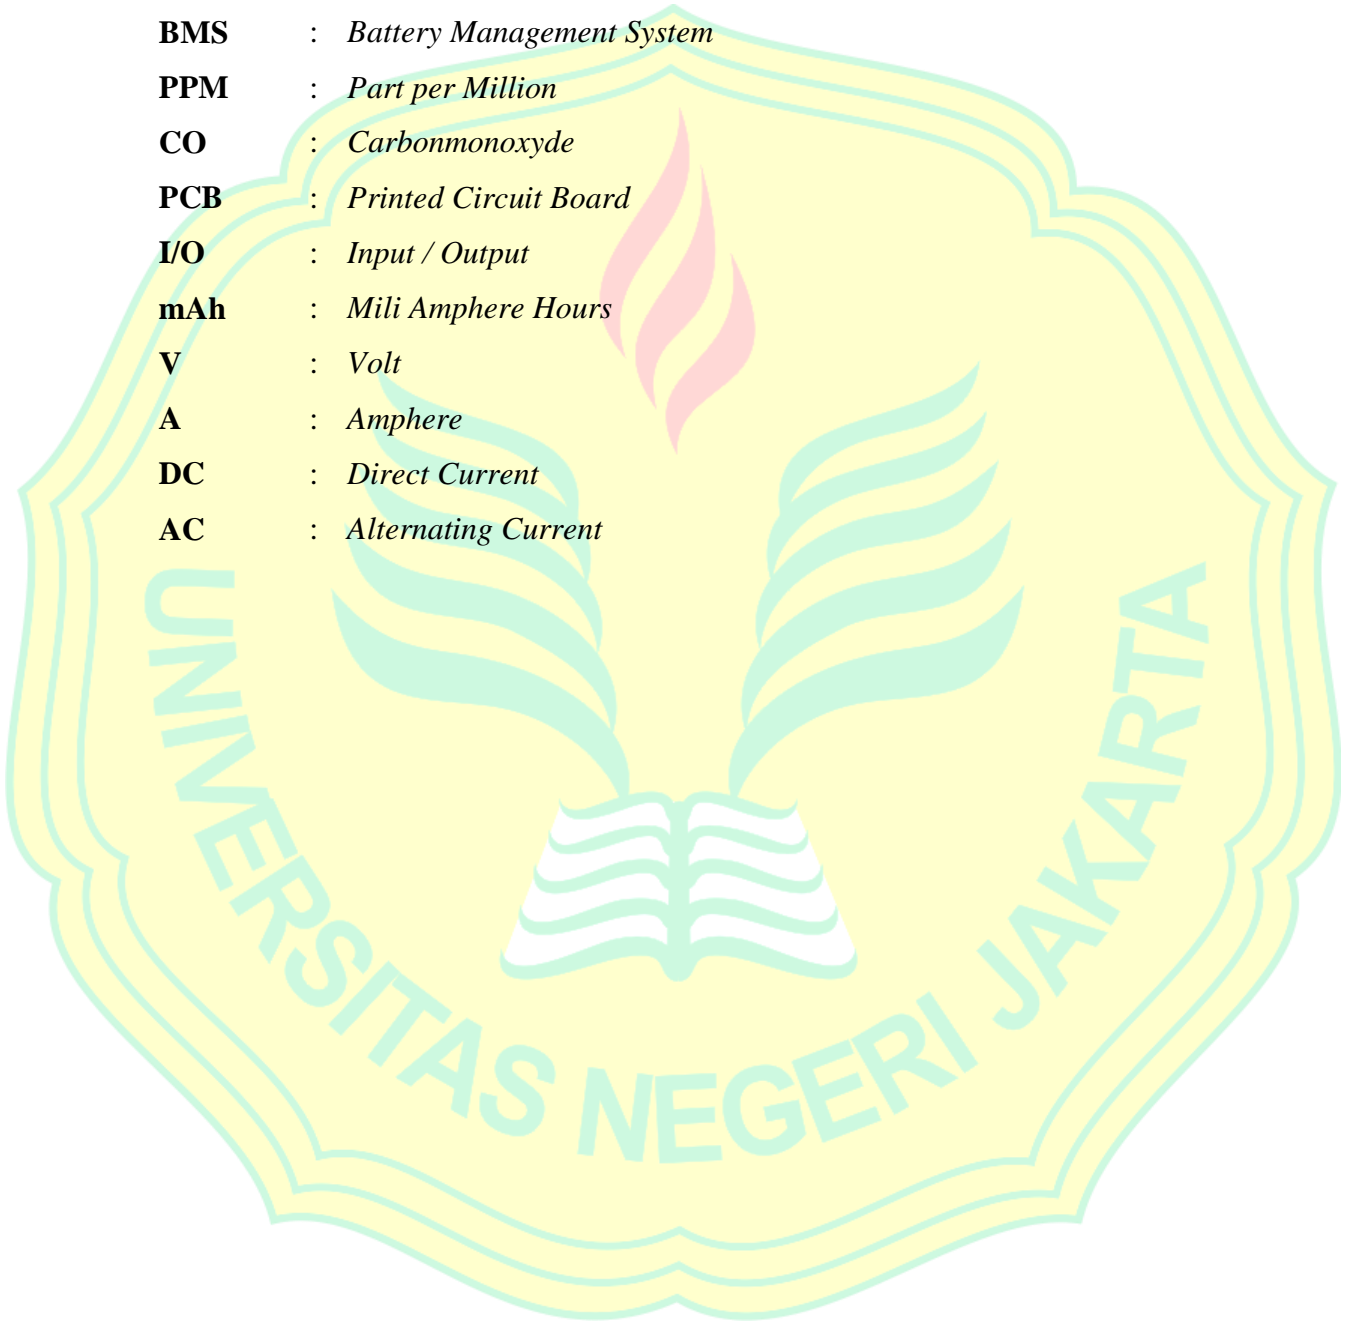 BMS : Battery Management System
PPM : Part per Million
CO : Carbonmonoxyde
PCB : Printed Circuit Board
I/O : Input / Output
mAh : Mili Amphere Hours
V : Volt
A : Amphere
DC : Direct Current
AC : Alternating Current
UNIVERSITAS NEGERI JAKARTA